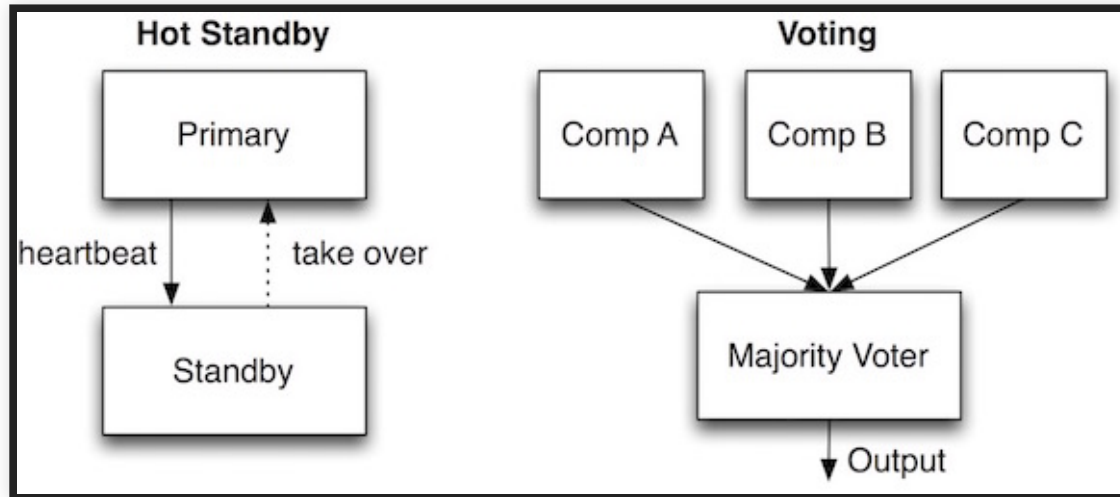 Hot Standby
Primary
heartbeat
take over
Standby
Voting
Comp A
Comp B
Comp C
Majority Voter
Output